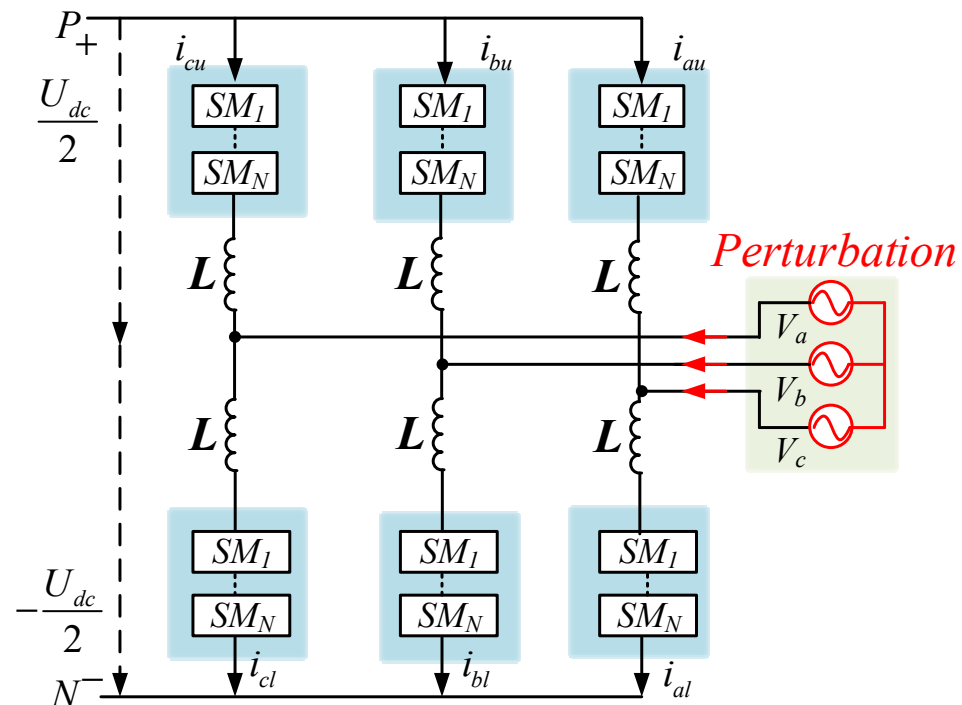 P
+
i_cu
i_bu
i_au
U_dc
2
SM_1
SM_1
SM_1
SM_N
SM_N
SM_N
L
L
L
Perturbation
V_a
V_b
V_c
L
L
L
SM_1
SM_1
SM_1
-U_dc
2
SM_N
SM_N
SM_N
i_cl
i_bl
i_al
N-